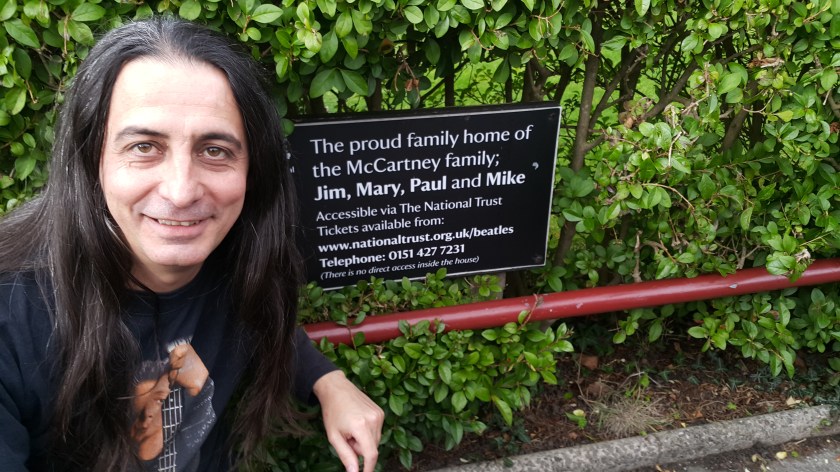 The proud family home of
the McCartney family;
Jim, Mary, Paul and Mike
Accessible via The National Trust
Tickets available from:
www.nationaltrust.org.uk/beatles
Telephone: 0151 427 7231
(There is no direct access inside the house)